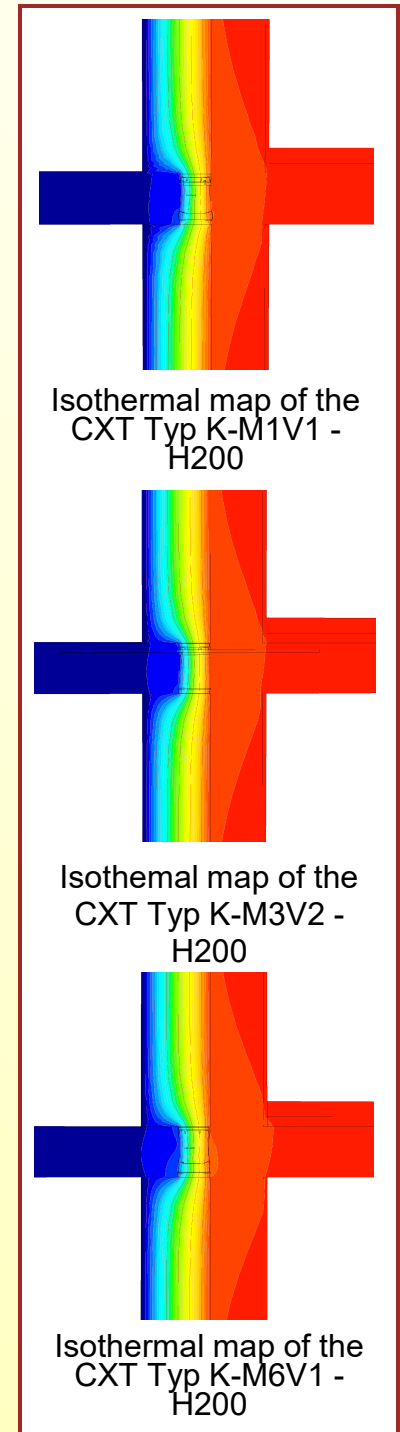 Isothermal map of the
CXT Typ K-M1V1 -
H200
Isothemal map of the
CXT Typ K-M3V2 -
H200
Isothermal map of the
CXT Typ K-M6V1 -
H200